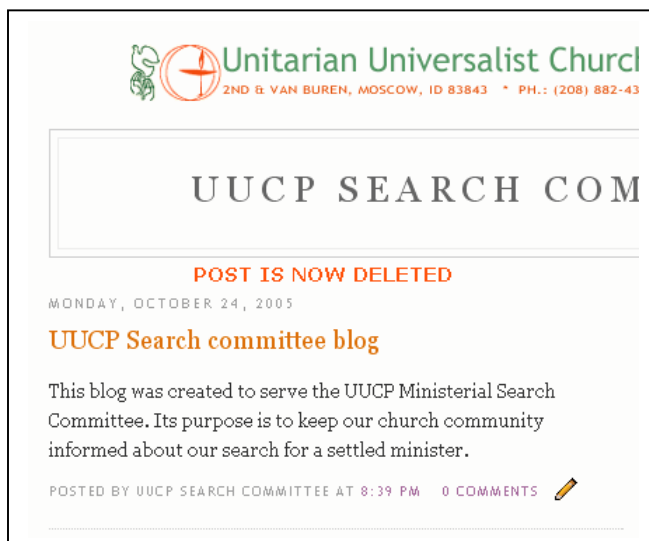 Unitarian Universalist Churc
2ND & VAN BUREN, MOSCOW, ID 83843 * PH.: (208) 882-43
UUCP SEARCH COM
POST IS NOW DELETED
MONDAY, OCTOBER 24, 2005
UUCP Search committee blog
This blog was created to serve the UUCP Ministerial Search
Committee. Its purpose is to keep our church community
informed about our search for a settled minister.
POSTED BY UUCP SEARCH COMMITTEE AT 8:39 PM 0 COMMENTS